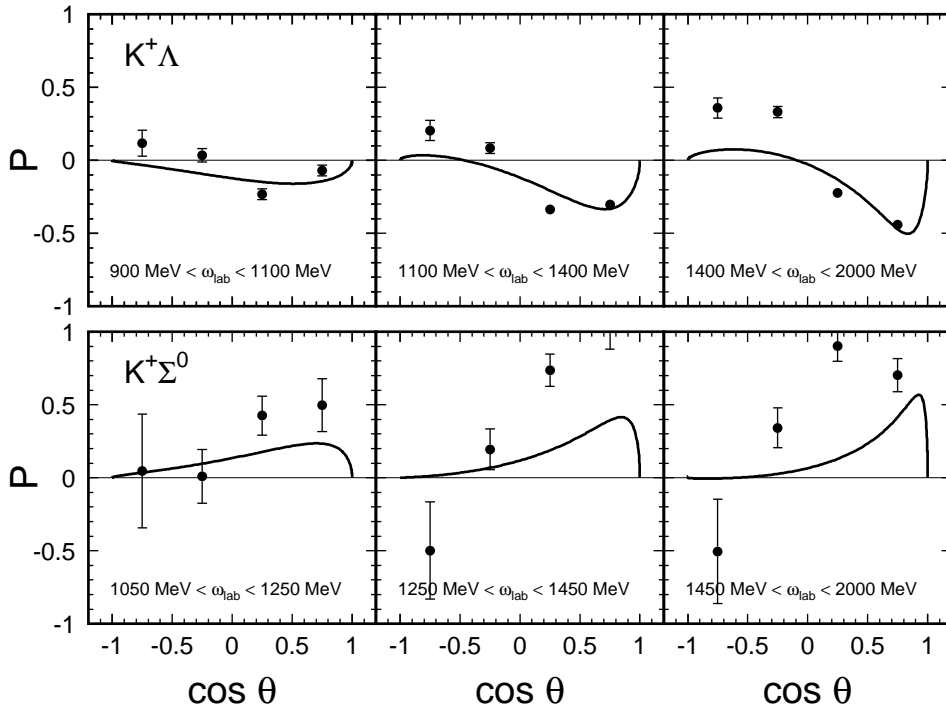 1
0.5
0
-0.5
-1
P
K⁺Λ
900 MeV < ω_lab < 1100 MeV
1100 MeV < ω_lab < 1400 MeV
1400 MeV < ω_lab < 2000 MeV
1
0.5
0
-0.5
-1
P
K⁺Σ⁰
1050 MeV < ω_lab < 1250 MeV
1250 MeV < ω_lab < 1450 MeV
1450 MeV < ω_lab < 2000 MeV
-1 -0.5 0 0.5 1 -1 -0.5 0 0.5 1 -1 -0.5 0 0.5 1
cos θ cos θ cos θ